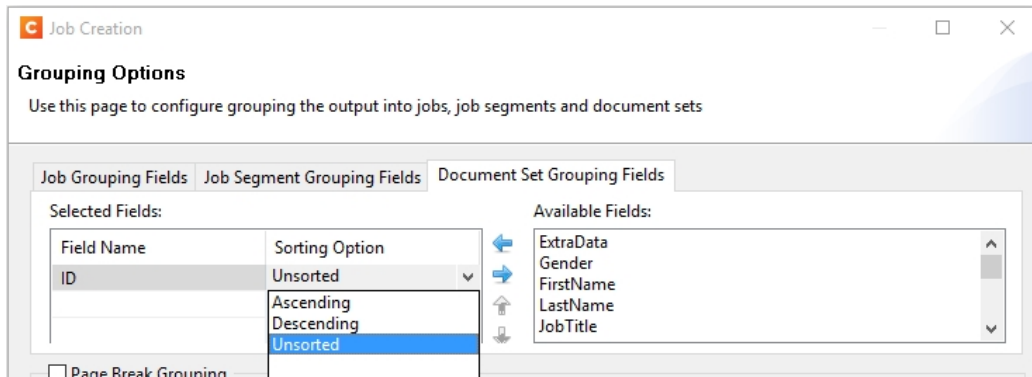 C Job Creation
Grouping Options
Use this page to configure grouping the output into jobs, job segments and document sets
Job Grouping Fields Job Segment Grouping Fields Document Set Grouping Fields
Selected Fields: Available Fields:
Field Name Sorting Option
ID Unsorted
Ascending
Descending
Unsorted
ExtraData
Gender
FirstName
LastName
JobTitle
Page Break Grouping